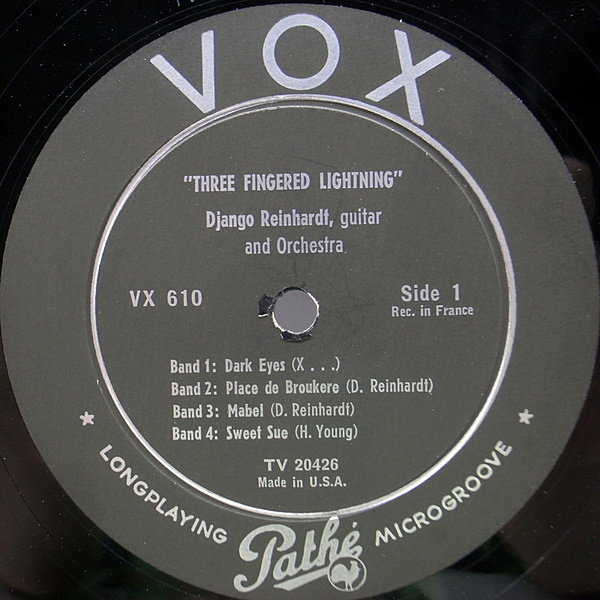 VOX
"THREE FINGERED LIGHTNING"
Django Reinhardt, guitar
and Orchestra
VX 610
Side 1
Rec. in France
Band 1: Dark Eyes (X . . .)
Band 2: Place de Broukere (D. Reinhardt)
Band 3: Mabel (D. Reinhardt)
Band 4: Sweet Sue (H. Young)
TV 20426
Made in U.S.A.
★ LONGPLAYING Pathé MICROGROOVE ★